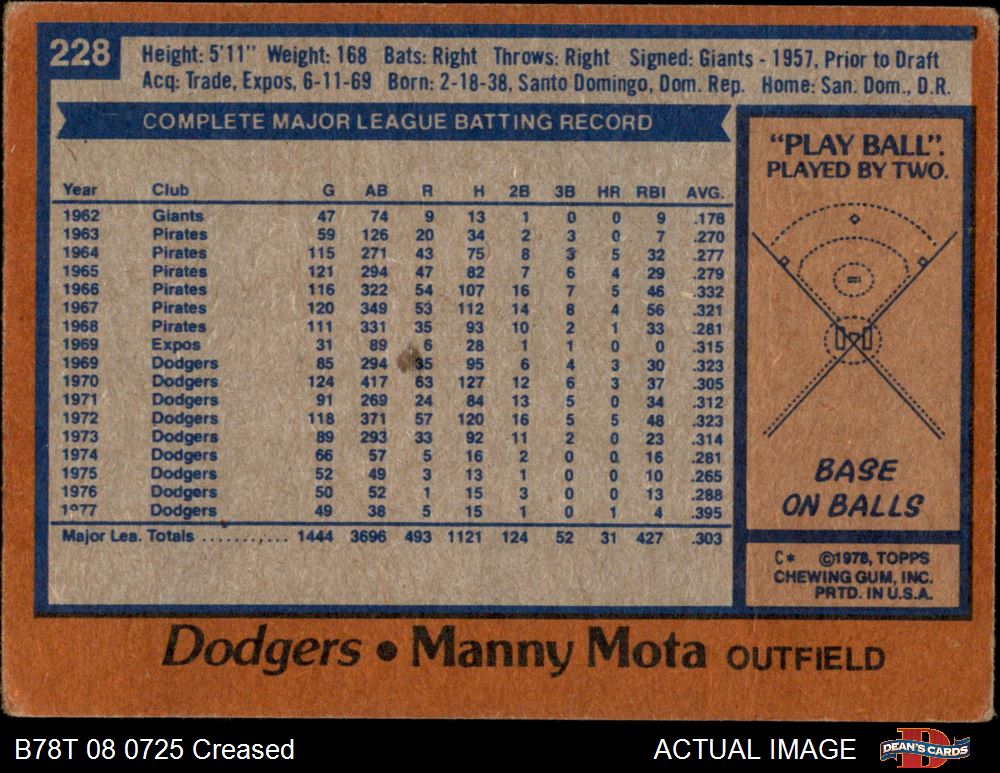 228
Height: 5'11" Weight: 168 Bats: Right Throws: Right Signed: Giants - 1957, Prior to Draft
Acq: Trade, Expos, 6-11-69 Born: 2-18-38, Santo Domingo, Dom. Rep. Home: San. Dom., D.R.
COMPLETE MAJOR LEAGUE BATTING RECORD
Year Club G AB R H 2B 3B HR RBI AVG.
1962 Giants 47 74 9 13 1 0 0 9 .178
1963 Pirates 59 126 20 34 2 3 0 7 .270
1964 Pirates 115 271 43 75 8 3 5 32 .277
1965 Pirates 121 294 47 82 7 6 4 29 .279
1966 Pirates 116 322 54 107 16 7 5 46 .332
1967 Pirates 120 349 53 112 14 8 4 56 .321
1968 Pirates 111 331 35 93 10 2 1 33 .281
1969 Expos 31 89 6 28 1 1 0 0 .315
1969 Dodgers 85 294 35 95 6 4 3 30 .323
1970 Dodgers 124 417 63 127 12 6 3 37 .305
1971 Dodgers 91 269 24 84 13 5 0 34 .312
1972 Dodgers 118 371 57 120 16 5 5 48 .323
1973 Dodgers 89 293 33 92 11 2 0 23 .314
1974 Dodgers 66 57 5 16 2 0 0 16 .281
1975 Dodgers 52 49 3 13 1 0 0 10 .265
1976 Dodgers 50 52 1 15 3 0 0 13 .288
1977 Dodgers 49 38 5 15 1 0 1 4 .395
Major Lea. Totals ............ 1444 3696 493 1121 124 52 31 427 .303
"PLAY BALL".
PLAYED BY TWO.
BASE
ON BALLS
C* ©1978, TOPPS
CHEWING GUM, INC.
PRTD. IN U.S.A.
Dodgers • Manny Mota OUTFIELD
B78T 08 0725 Creased
ACTUAL IMAGE
DEAN'S CARDS